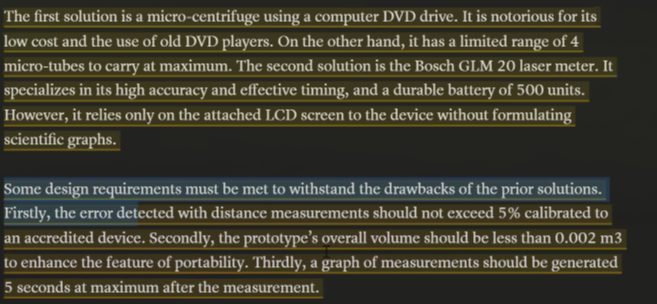 The first solution is a micro-centrifuge using a computer DVD drive. It is notorious for its
low cost and the use of old DVD players. On the other hand, it has a limited range of 4
micro-tubes to carry at maximum. The second solution is the Bosch GLM 20 laser meter. It
specializes in its high accuracy and effective timing, and a durable battery of 500 units.
However, it relies only on the attached LCD screen to the device without formulating
scientific graphs.
Some design requirements must be met to withstand the drawbacks of the prior solutions.
Firstly, the error detected with distance measurements should not exceed 5% calibrated to
an accredited device. Secondly, the prototype's overall volume should be less than 0.002 m3
to enhance the feature of portability. Thirdly, a graph of measurements should be generated
5 seconds at maximum after the measurement.